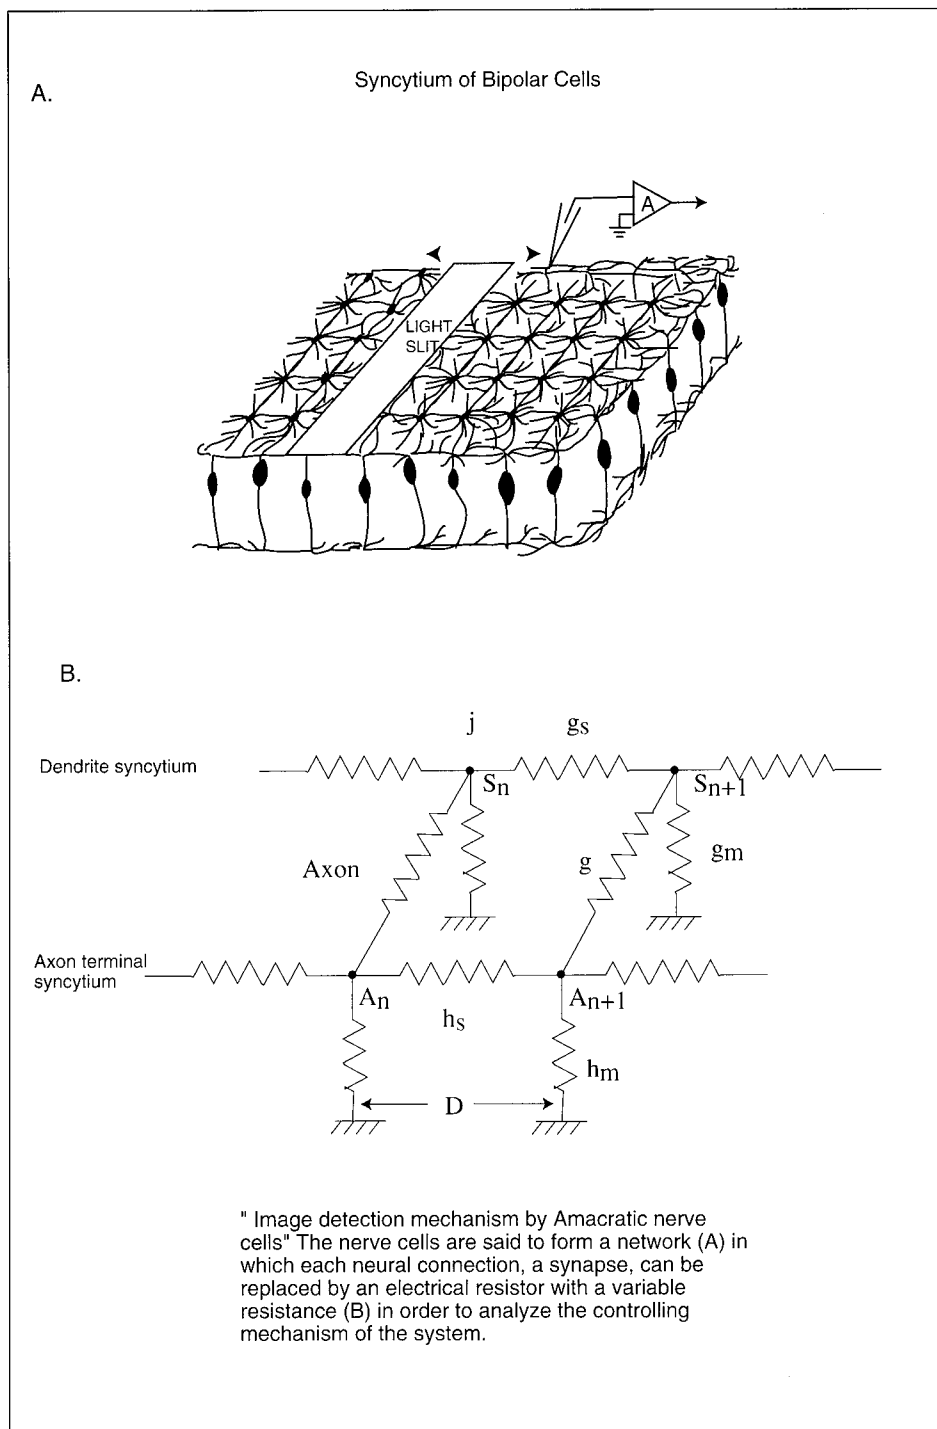 Syncytium of Bipolar Cells
A.
A
LIGHT
SLIT
B.
j
gs
Dendrite syncytium
Sn
Sn+1
Axon
g
gm
Axon terminal
syncytium
An
An+1
hs
hm
D
" Image detection mechanism by Amacratic nerve
cells" The nerve cells are said to form a network (A) in
which each neural connection, a synapse, can be
replaced by an electrical resistor with a variable
resistance (B) in order to analyze the controlling
mechanism of the system.